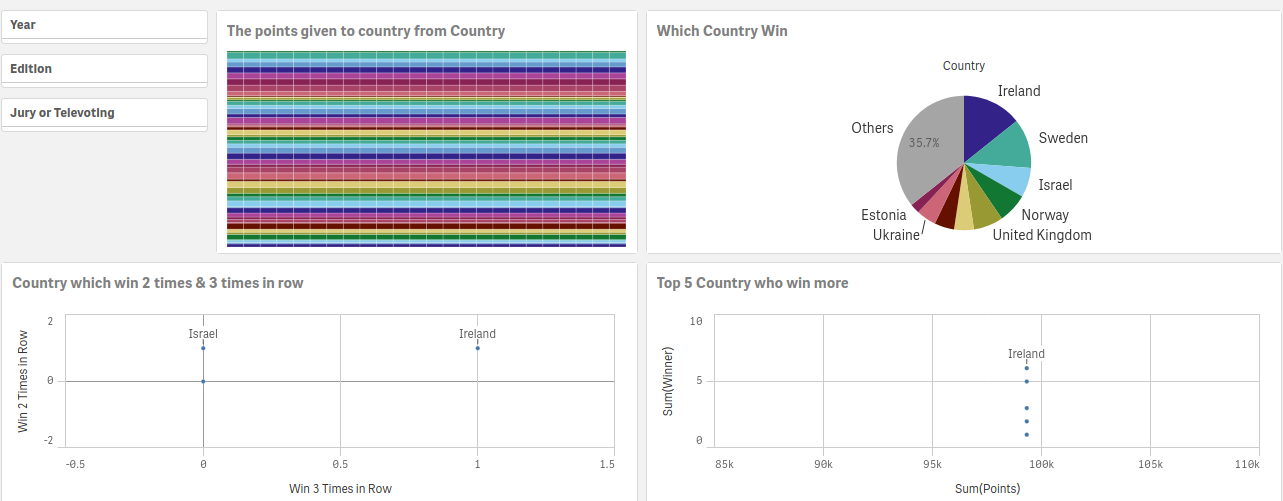 Year
Edition
Jury or Televoting
The points given to country from Country
Which Country Win
Country
Ireland
Sweden
Israel
Norway
United Kingdom
Ukraine
Estonia
Others
35.7%
Country which win 2 times & 3 times in row
Win 2 Times in Row
2
0
-2
Israel
Ireland
-0.5
0
0.5
1
1.5
Win 3 Times in Row
Top 5 Country who win more
Sum(Winner)
10
5
0
Ireland
85k
90k
95k
100k
105k
110k
Sum(Points)